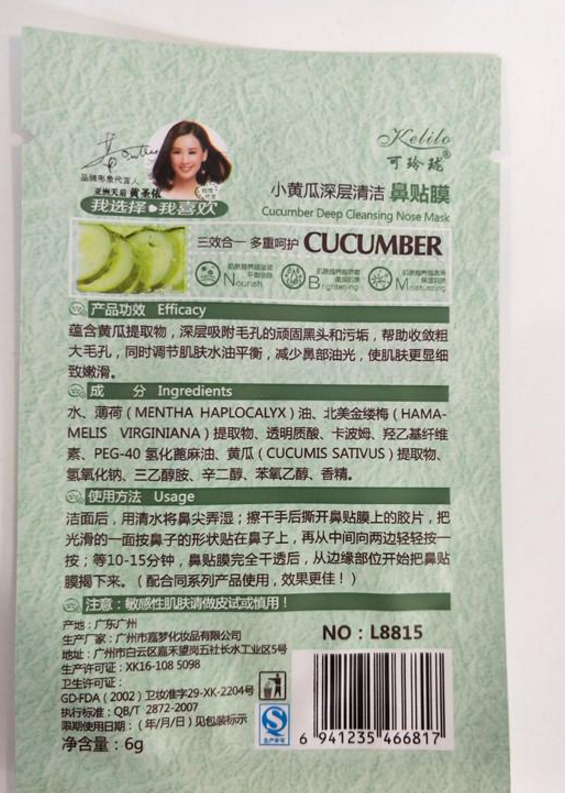 Kelilo
可玲珑®
品牌形象代言人
亚洲天后 黄圣依
我选择 我喜欢
小黄瓜深层清洁 鼻贴膜
Cucumber Deep Cleansing Nose Mask
三效合一 多重呵护 CUCUMBER
Nourish
Brightening
Moisturizing
产品功效 Efficacy
蕴含黄瓜提取物，深层吸附毛孔的顽固黑头和污垢，帮助收敛粗
大毛孔，同时调节肌肤水油平衡，减少鼻部油光，使肌肤更显细
致嫩滑。
成 分 Ingredients
水、薄荷（MENTHA HAPLOCALYX）油、北美金缕梅（HAMA-
MELIS VIRGINIANA）提取物、透明质酸、卡波姆、羟乙基纤维
素、PEG-40 氢化蓖麻油、黄瓜（CUCUMIS SATIVUS）提取物、
氢氧化钠、三乙醇胺、辛二醇、苯氧乙醇、香精。
使用方法 Usage
洁面后，用清水将鼻尖弄湿；擦干手后撕开鼻贴膜上的胶片，把
光滑的一面按鼻子的形状贴在鼻子上，再从中间向两边轻轻按一
按；等10-15分钟，鼻贴膜完全干透后，从边缘部位开始把鼻贴
膜揭下来。（配合同系列产品使用，效果更佳！）
注意：敏感性肌肤请做皮试或慎用！
产地：广东广州
生产厂家：广州市嘉梦化妆品有限公司
地址：广州市白云区嘉禾望岗五社长水工业区5号
生产许可证：XK16-108 5098
卫生许可证：
GD-FDA（2002）卫妆准字29-XK-2204号
执行标准：QB/T 2872-2007
限期使用日期：（年/月/日）见包装标示
净含量：6g
NO：L8815
6 941235 466817